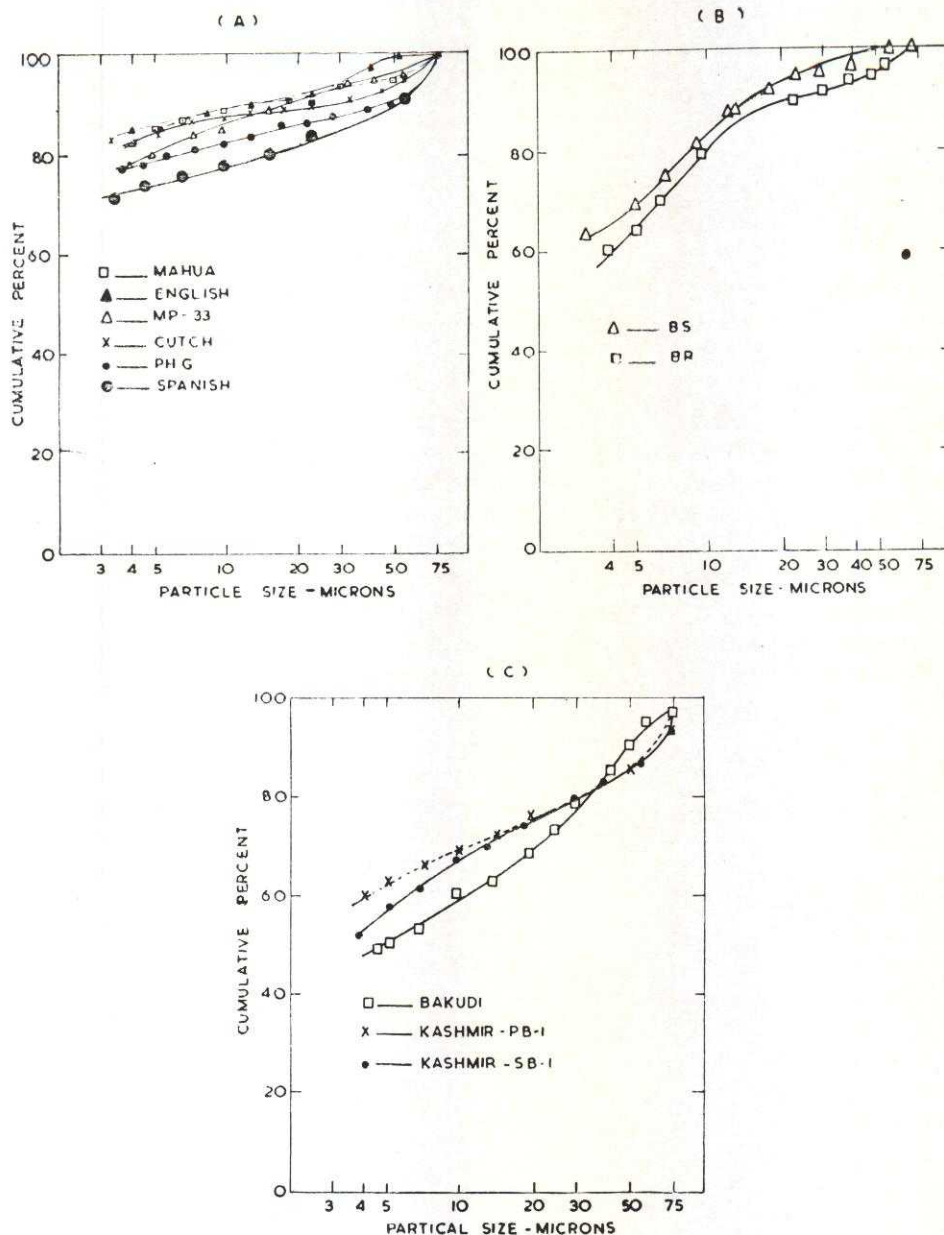 ( A )
100
80
60
40
20
0
CUMULATIVE PERCENT
MAHUA
ENGLISH
MP - 33
CUTCH
PHG
SPANISH
3 4 5 10 20 30 50 75
PARTICLE SIZE - MICRONS
( B )
100
80
60
40
20
0
CUMULATIVE PERCENT
BS
BR
4 5 10 20 30 40 50 75
PARTICLE SIZE - MICRONS
( C )
100
80
60
40
20
0
CUMULATIVE PERCENT
BAKUDI
KASHMIR - PB-1
KASHMIR - SB-1
3 4 5 10 20 30 50 75
PARTICAL SIZE - MICRONS